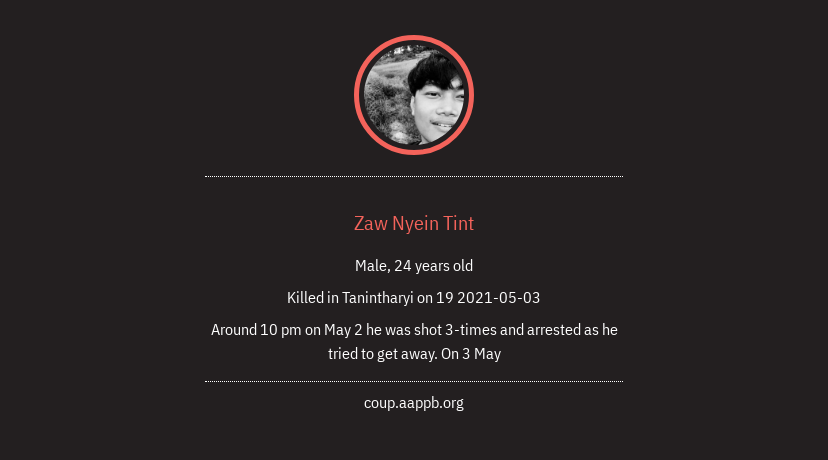 Zaw Nyein Tint
Male, 24 years old
Killed in Tanintharyi on 19 2021-05-03
Around 10 pm on May 2 he was shot 3-times and arrested as he
tried to get away. On 3 May
coup.aappb.org